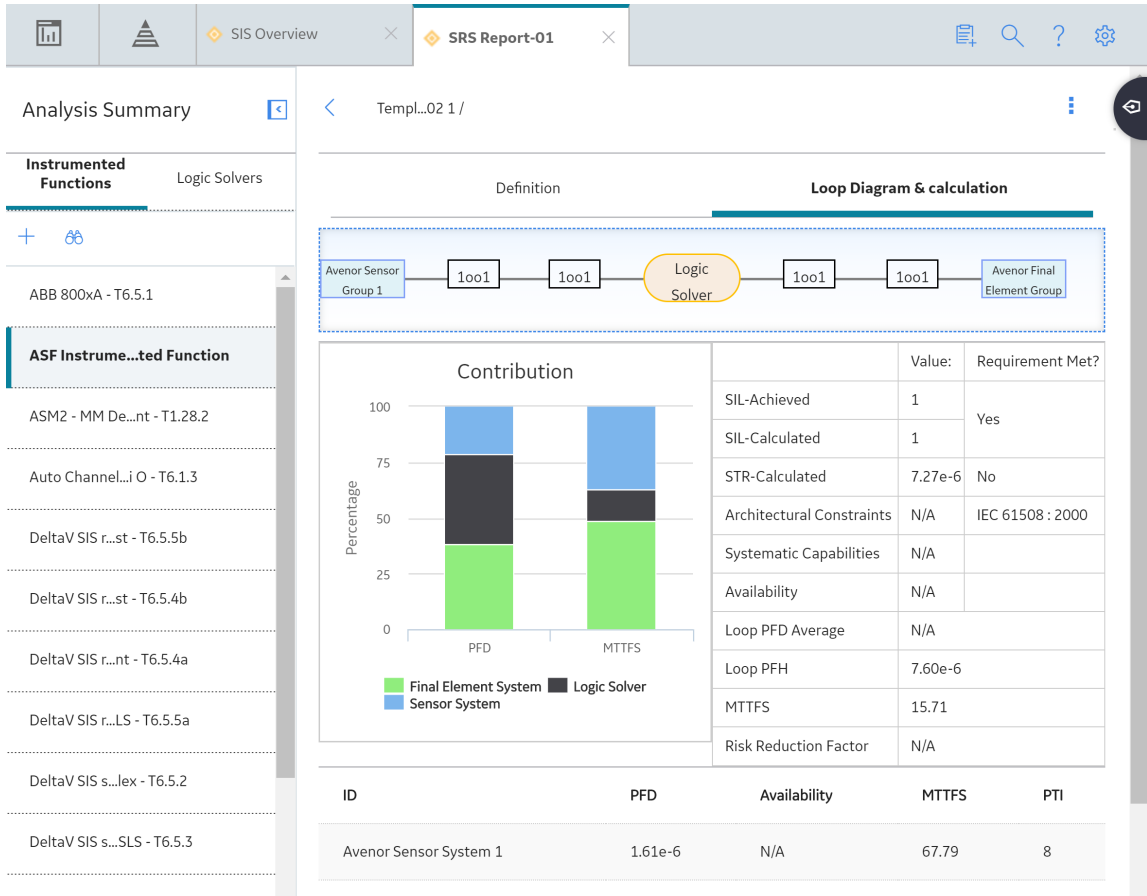 SIS Overview
SRS Report-01
Analysis Summary
Instrumented
Functions
Logic Solvers
ABB 800xA - T6.5.1
ASF Instrume...ted Function
ASM2 - MM De...nt - T1.28.2
Auto Channel...i O - T6.1.3
DeltaV SIS r...st - T6.5.5b
DeltaV SIS r...st - T6.5.4b
DeltaV SIS r...nt - T6.5.4a
DeltaV SIS r...LS - T6.5.5a
DeltaV SIS s...lex - T6.5.2
DeltaV SIS s...SLS - T6.5.3
Templ...02 1 /
Definition
Loop Diagram & calculation
Avenor Sensor
Group 1
1oo1
1oo1
Logic
Solver
1oo1
1oo1
Avenor Final
Element Group
Contribution
100
75
50
25
0
Percentage
PFD
MTTFS
Final Element System
Logic Solver
Sensor System
Value: Requirement Met?
SIL-Achieved 1
Yes
SIL-Calculated 1
STR-Calculated 7.27e-6 No
Architectural Constraints N/A IEC 61508 : 2000
Systematic Capabilities N/A
Availability N/A
Loop PFD Average N/A
Loop PFH 7.60e-6
MTTFS 15.71
Risk Reduction Factor N/A
ID PFD Availability MTTFS PTI
Avenor Sensor System 1 1.61e-6 N/A 67.79 8